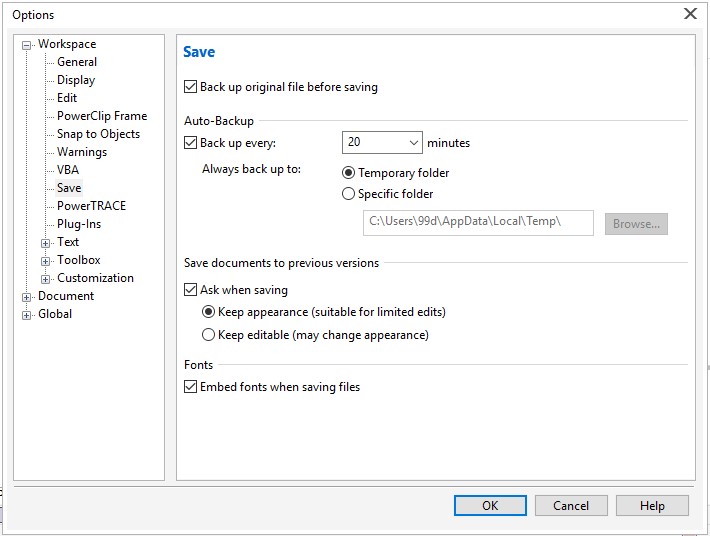 Options
Workspace
General
Display
Edit
PowerClip Frame
Snap to Objects
Warnings
VBA
Save
PowerTRACE
Plug-Ins
Text
Toolbox
Customization
Document
Global
Save
Back up original file before saving
Auto-Backup
Back up every: 20 minutes
Always back up to: Temporary folder
Specific folder
C:\Users\99d\AppData\Local\Temp\ Browse...
Save documents to previous versions
Ask when saving
Keep appearance (suitable for limited edits)
Keep editable (may change appearance)
Fonts
Embed fonts when saving files
OK Cancel Help